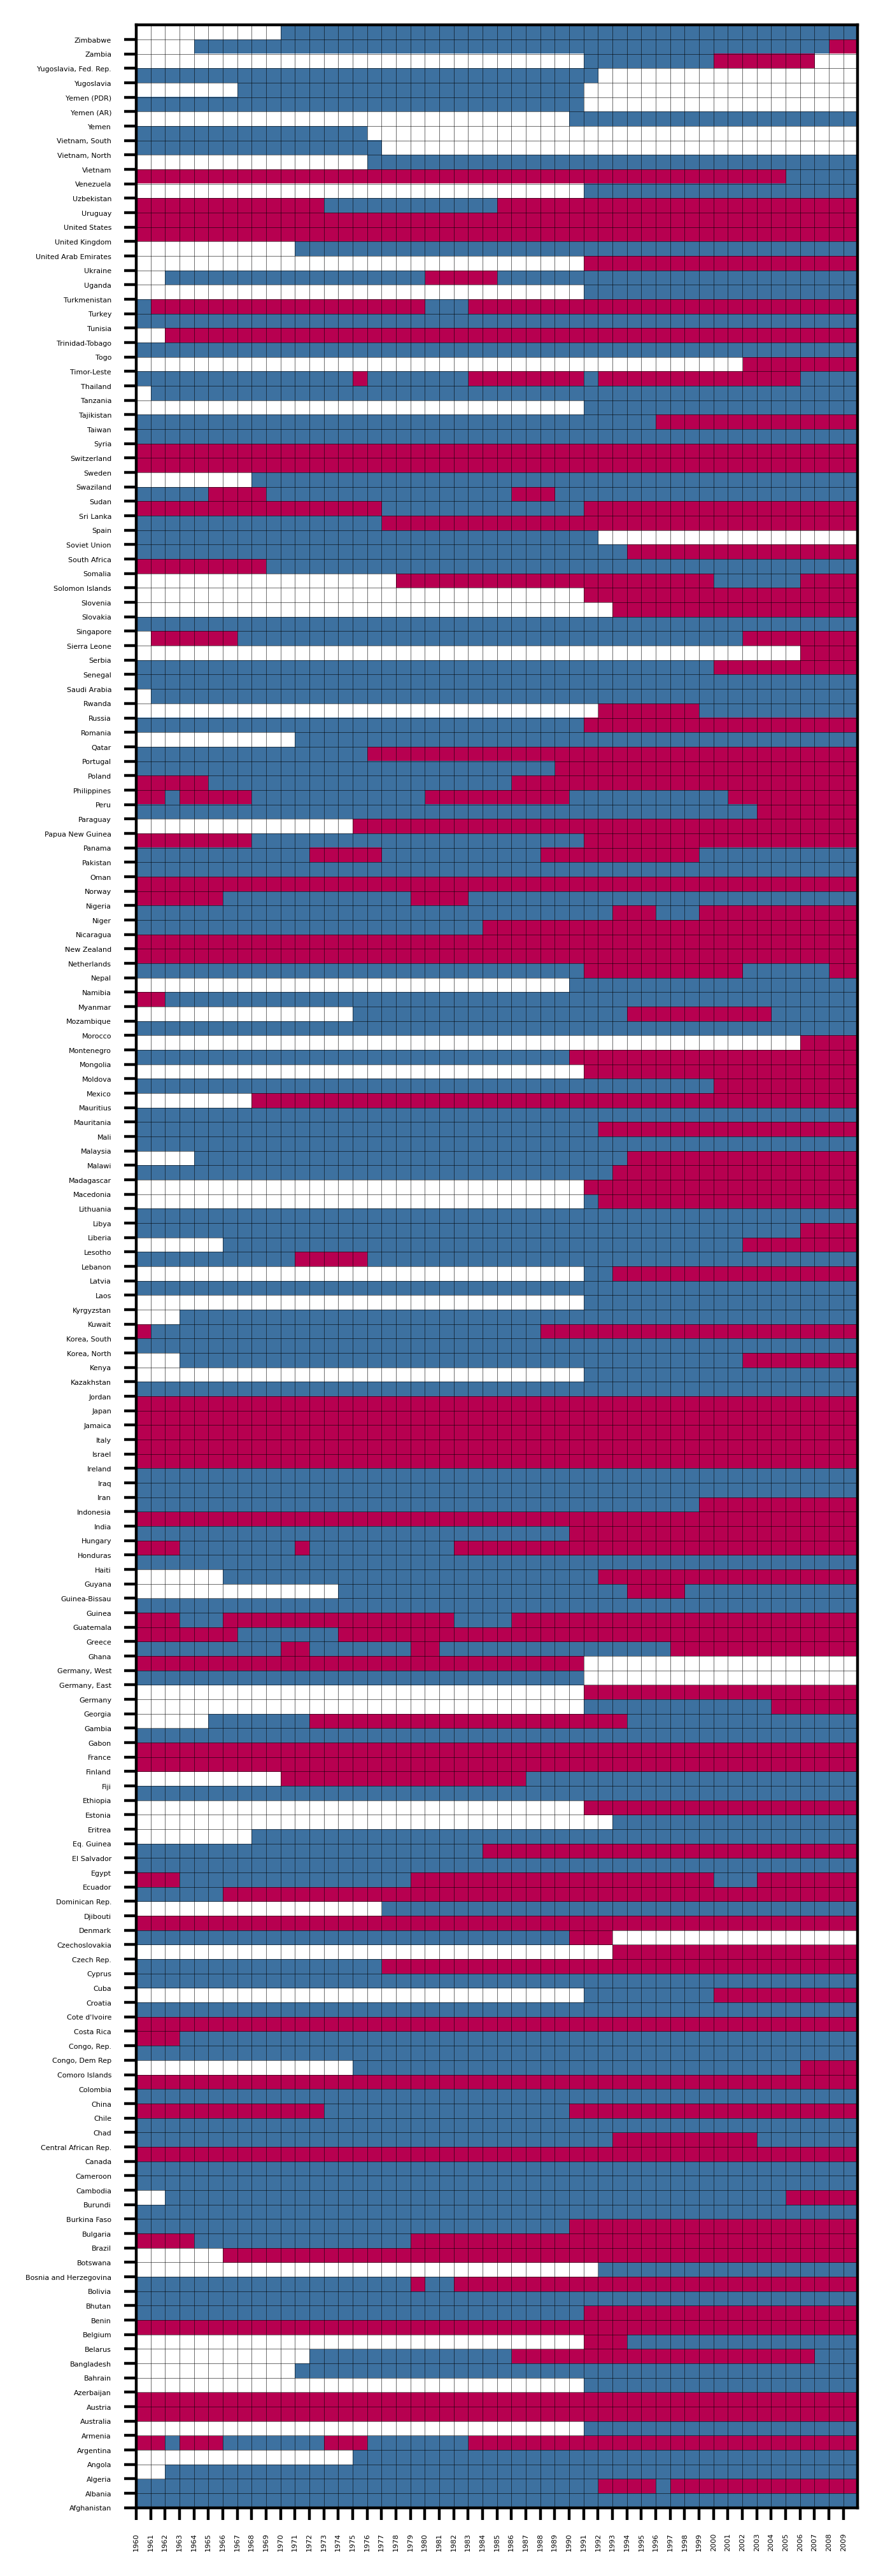 Zimbabwe
Zambia
Yugoslavia, Fed. Rep.
Yugoslavia
Yemen (PDR)
Yemen (AR)
Yemen
Vietnam, South
Vietnam, North
Vietnam
Venezuela
Uzbekistan
Uruguay
United States
United Kingdom
United Arab Emirates
Ukraine
Uganda
Turkmenistan
Turkey
Tunisia
Trinidad-Tobago
Togo
Timor-Leste
Thailand
Tanzania
Tajikistan
Taiwan
Syria
Switzerland
Sweden
Swaziland
Sudan
Sri Lanka
Spain
Soviet Union
South Africa
Somalia
Solomon Islands
Slovenia
Slovakia
Singapore
Sierra Leone
Serbia
Senegal
Saudi Arabia
Rwanda
Russia
Romania
Qatar
Portugal
Poland
Philippines
Peru
Paraguay
Papua New Guinea
Panama
Pakistan
Oman
Norway
Nigeria
Niger
Nicaragua
New Zealand
Netherlands
Nepal
Namibia
Myanmar
Mozambique
Morocco
Montenegro
Mongolia
Moldova
Mexico
Mauritius
Mauritania
Mali
Malaysia
Malawi
Madagascar
Macedonia
Lithuania
Libya
Liberia
Lesotho
Lebanon
Latvia
Laos
Kyrgyzstan
Kuwait
Korea, South
Korea, North
Kenya
Kazakhstan
Jordan
Japan
Jamaica
Italy
Israel
Ireland
Iraq
Iran
Indonesia
India
Hungary
Honduras
Haiti
Guyana
Guinea-Bissau
Guinea
Guatemala
Greece
Ghana
Germany, West
Germany, East
Germany
Georgia
Gambia
Gabon
France
Finland
Fiji
Ethiopia
Estonia
Eritrea
Eq. Guinea
El Salvador
Egypt
Ecuador
Dominican Rep.
Djibouti
Denmark
Czechoslovakia
Czech Rep.
Cyprus
Cuba
Croatia
Cote d'Ivoire
Costa Rica
Congo, Rep.
Congo, Dem Rep
Comoro Islands
Colombia
China
Chile
Chad
Central African Rep.
Canada
Cameroon
Cambodia
Burundi
Burkina Faso
Bulgaria
Brazil
Botswana
Bosnia and Herzegovina
Bolivia
Bhutan
Benin
Belgium
Belarus
Bangladesh
Bahrain
Azerbaijan
Austria
Australia
Armenia
Argentina
Angola
Algeria
Albania
Afghanistan
1960 1961 1962 1963 1964 1965 1966 1967 1968 1969 1970 1971 1972 1973 1974 1975 1976 1977 1978 1979 1980 1981 1982 1983 1984 1985 1986 1987 1988 1989 1990 1991 1992 1993 1994 1995 1996 1997 1998 1999 2000 2001 2002 2003 2004 2005 2006 2007 2008 2009